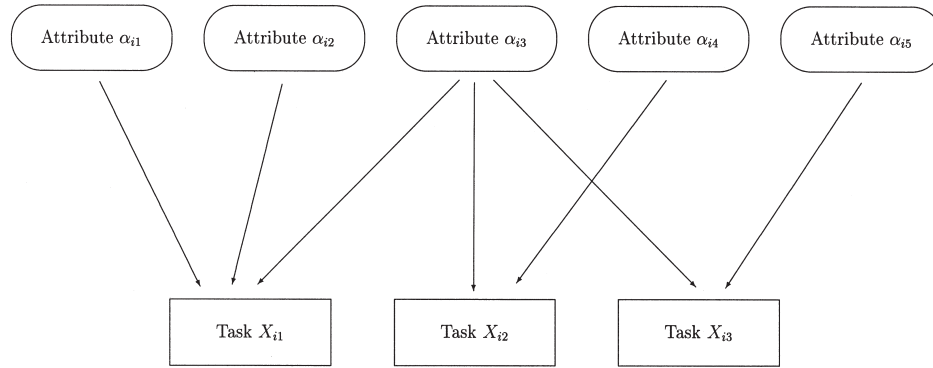 Attribute α_{i1}
Attribute α_{i2}
Attribute α_{i3}
Attribute α_{i4}
Attribute α_{i5}
Task X_{i1}
Task X_{i2}
Task X_{i3}